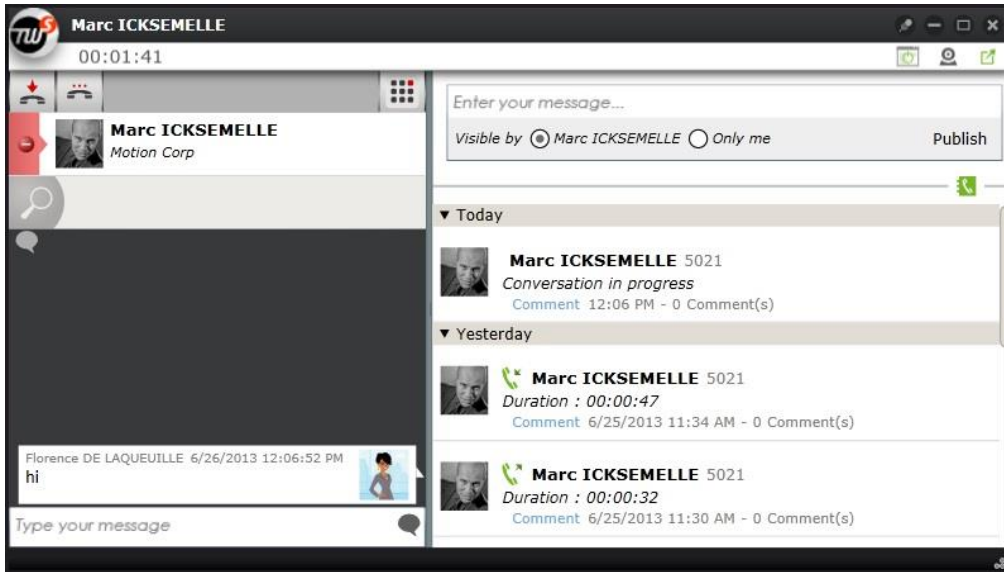 TWS
Marc ICKSEMELLE
00:01:41
Marc ICKSEMELLE
Motion Corp
Florence DE LAQUEUILLE 6/26/2013 12:06:52 PM
hi
Type your message
Enter your message...
Visible by Marc ICKSEMELLE Only me Publish
▼ Today
Marc ICKSEMELLE 5021
Conversation in progress
Comment 12:06 PM - 0 Comment(s)
▼ Yesterday
Marc ICKSEMELLE 5021
Duration : 00:00:47
Comment 6/25/2013 11:34 AM - 0 Comment(s)
Marc ICKSEMELLE 5021
Duration : 00:00:32
Comment 6/25/2013 11:30 AM - 0 Comment(s)